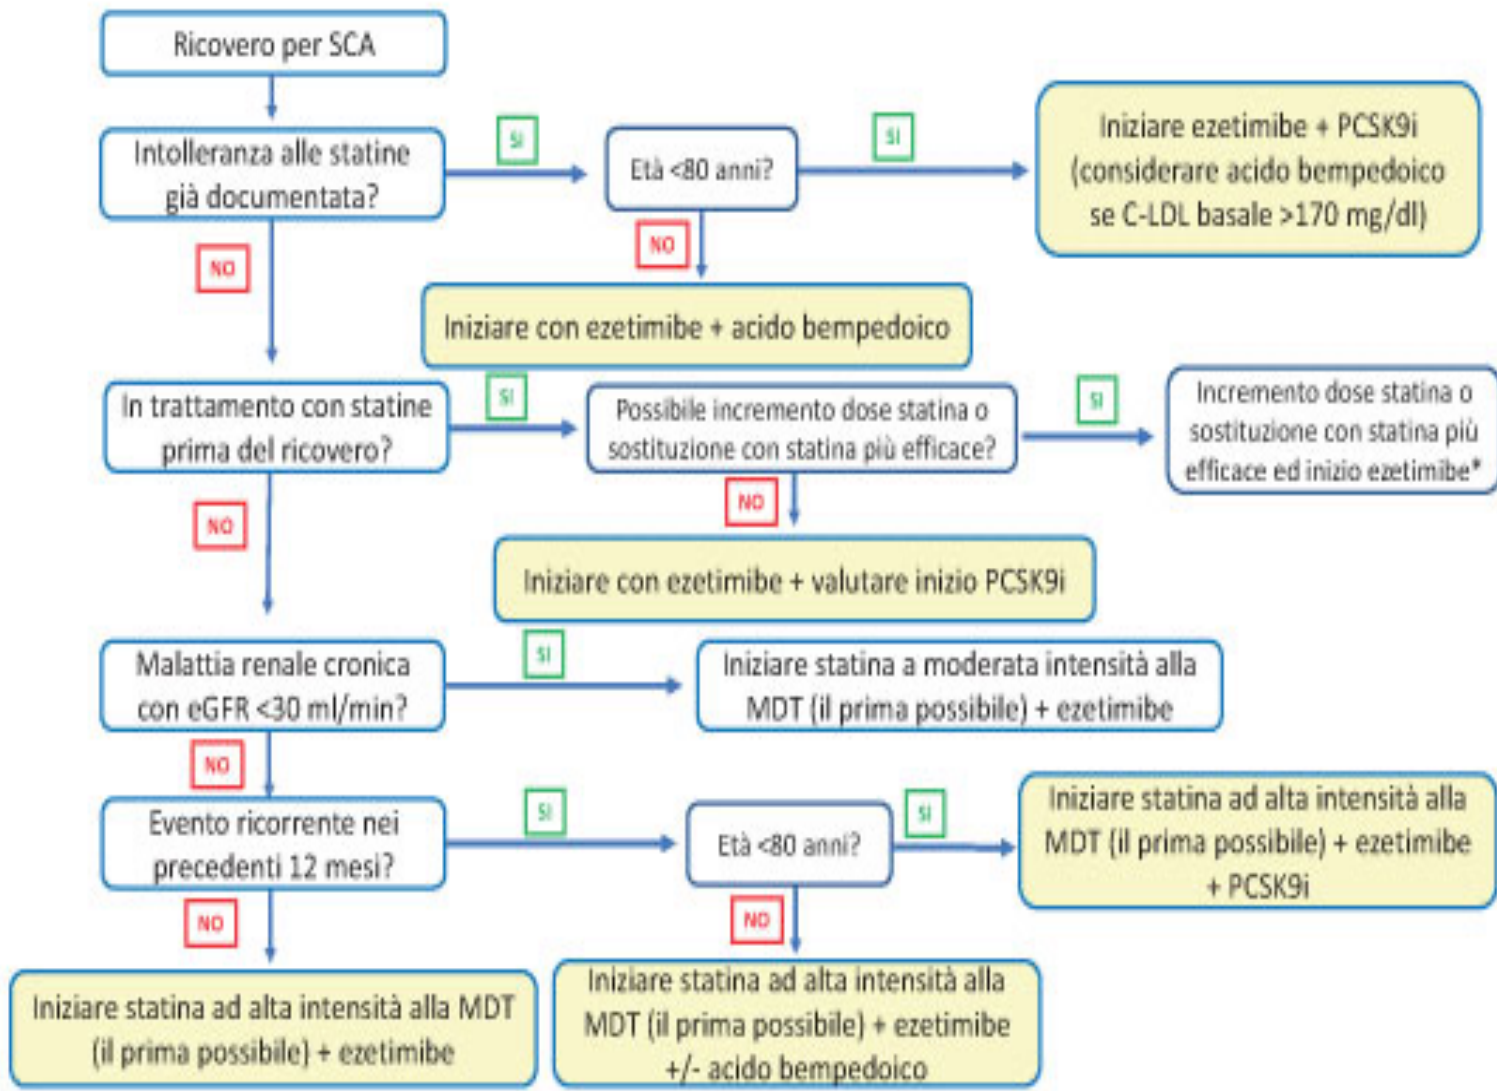 Ricovero per SCA
Intolleranza alle statine
già documentata?
SI
Età <80 anni?
SI
Iniziare ezetimibe + PCSK9i
(considerare acido bempedoico
se C-LDL basale >170 mg/dl)
NO
NO
Iniziare con ezetimibe + acido bempedoico
In trattamento con statine
prima del ricovero?
SI
Possibile incremento dose statina o
sostituzione con statina più efficace?
SI
Incremento dose statina o
sostituzione con statina più
efficace ed inizio ezetimibe*
NO
NO
Iniziare con ezetimibe + valutare inizio PCSK9i
Malattia renale cronica
con eGFR <30 ml/min?
SI
Iniziare statina a moderata intensità alla
MDT (il prima possibile) + ezetimibe
NO
Evento ricorrente nei
precedenti 12 mesi?
SI
Età <80 anni?
SI
Iniziare statina ad alta intensità alla
MDT (il prima possibile) + ezetimibe
+ PCSK9i
NO
NO
Iniziare statina ad alta intensità alla MDT
(il prima possibile) + ezetimibe
Iniziare statina ad alta intensità alla
MDT (il prima possibile) + ezetimibe
+/- acido bempedoico